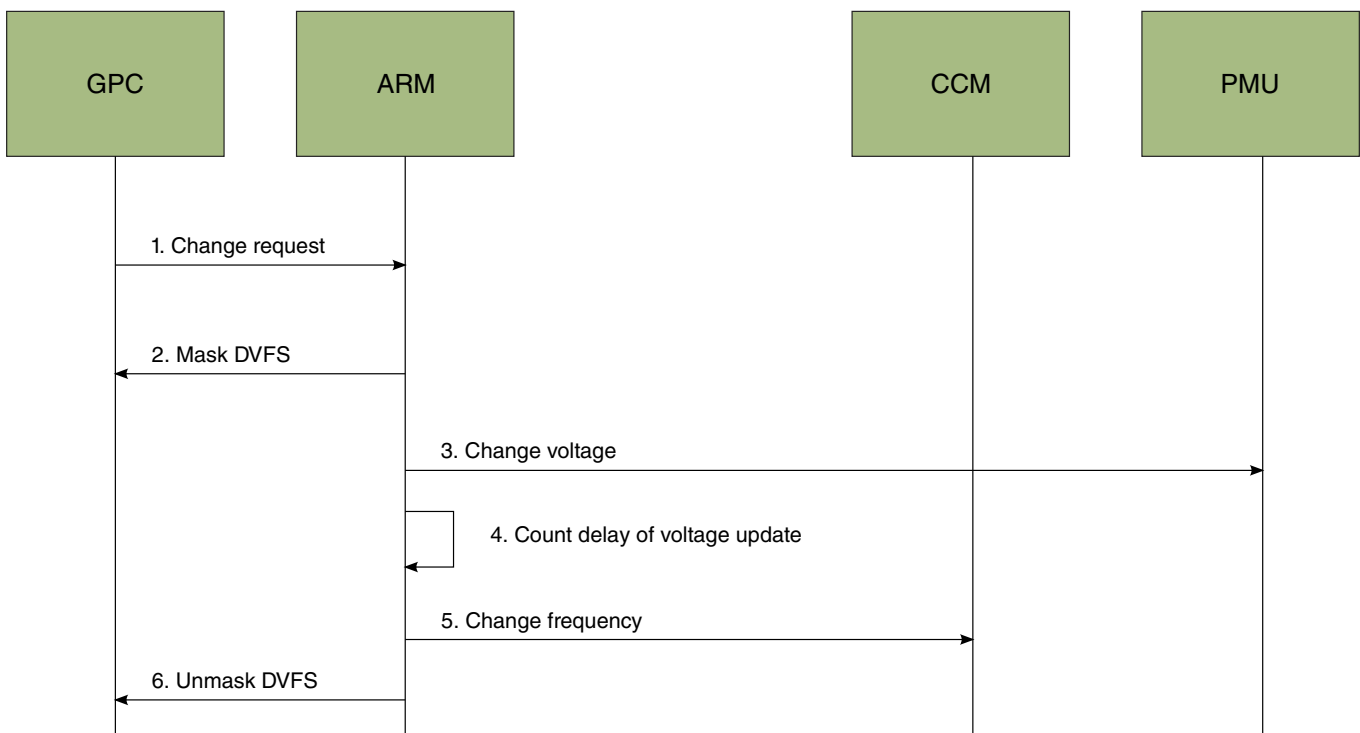 GPC
ARM
CCM
PMU
1. Change request
2. Mask DVFS
3. Change voltage
4. Count delay of voltage update
5. Change frequency
6. Unmask DVFS